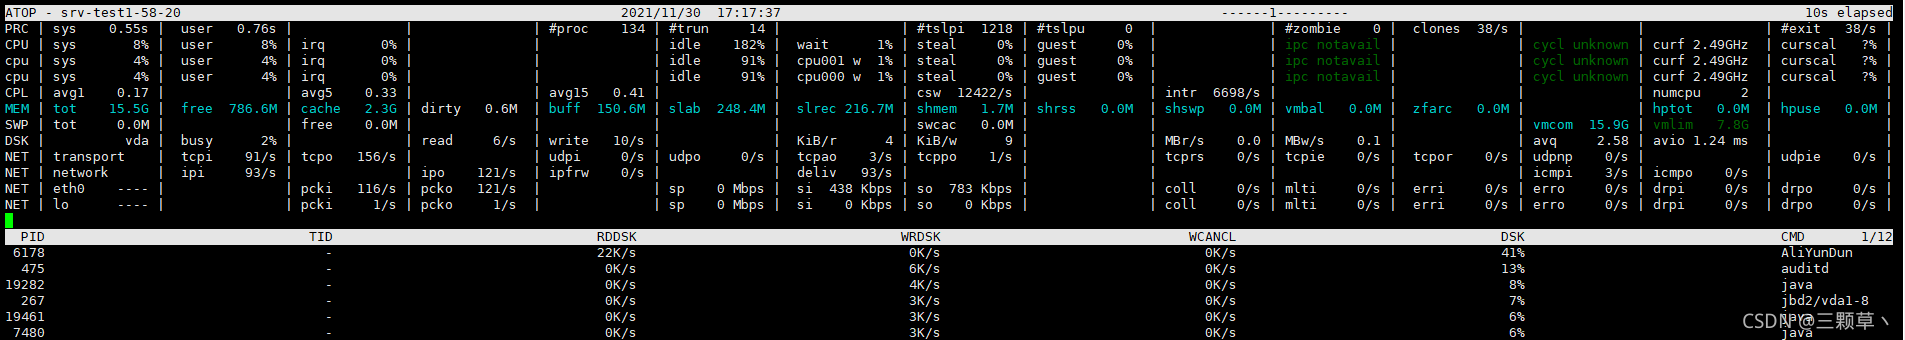 ATOP - srv-test1-58-20 2021/11/30 17:17:37 ------1--------- 10s elapsed
PRC | sys 0.55s | user 0.76s | | | #proc 134 | #trun 14 | | #tslpi 1218 | #tslpu 0 | | #zombie 0 | clones 38/s | | | #exit 38/s |
CPU | sys 8% | user 8% | irq 0% | | | idle 182% | wait 1% | steal 0% | guest 0% | | ipc notavail | | cycl unknown | curf 2.49GHz | curscal ?% |
cpu | sys 4% | user 4% | irq 0% | | | idle 91% | cpu001 w 1% | steal 0% | guest 0% | | ipc notavail | | cycl unknown | curf 2.49GHz | curscal ?% |
cpu | sys 4% | user 4% | irq 0% | | | idle 91% | cpu000 w 1% | steal 0% | guest 0% | | ipc notavail | | cycl unknown | curf 2.49GHz | curscal ?% |
CPL | avg1 0.17 | | avg5 0.33 | | avg15 0.41 | | | csw 12422/s | | intr 6698/s | | | | numcpu 2 | |
MEM | tot 15.5G | free 786.6M | cache 2.3G | dirty 0.6M | buff 150.6M | slab 248.4M | slrec 216.7M | shmem 1.7M | shrss 0.0M | shswp 0.0M | vmbal 0.0M | zfarc 0.0M | | hptot 0.0M | hpuse 0.0M |
SWP | tot 0.0M | | free 0.0M | | | | | swcac 0.0M | | | | | vmcom 15.9G | vmlim 7.8G | |
DSK | vda | busy 2% | | read 6/s | write 10/s | | KiB/r 4 | KiB/w 9 | | MBr/s 0.0 | MBw/s 0.1 | | avq 2.58 | avio 1.24 ms | |
NET | transport | tcpi 91/s | tcpo 156/s | | udpi 0/s | udpo 0/s | tcpao 3/s | tcppo 1/s | | tcprs 0/s | tcpie 0/s | tcpor 0/s | udpnp 0/s | | udpie 0/s |
NET | network | ipi 93/s | | ipo 121/s | ipfrw 0/s | | deliv 93/s | | | | | | icmpi 3/s | icmpo 0/s | |
NET | eth0 ---- | | pcki 116/s | pcko 121/s | | sp 0 Mbps | si 438 Kbps | so 783 Kbps | | coll 0/s | mlti 0/s | erri 0/s | erro 0/s | drpi 0/s | drpo 0/s |
NET | lo ---- | | pcki 1/s | pcko 1/s | | sp 0 Mbps | si 0 Kbps | so 0 Kbps | | coll 0/s | mlti 0/s | erri 0/s | erro 0/s | drpi 0/s | drpo 0/s |
PID TID RDDSK WRDSK WCANCL DSK CMD 1/12
6178 - 22K/s 0K/s 0K/s 41% AliYunDun
475 - 0K/s 6K/s 0K/s 13% auditd
19282 - 0K/s 4K/s 0K/s 8% java
267 - 0K/s 3K/s 0K/s 7% jbd2/vda1-8
19461 - 0K/s 3K/s 0K/s 6% java
7480 - 0K/s 3K/s 0K/s 6% java
CSDN @三颗草丶